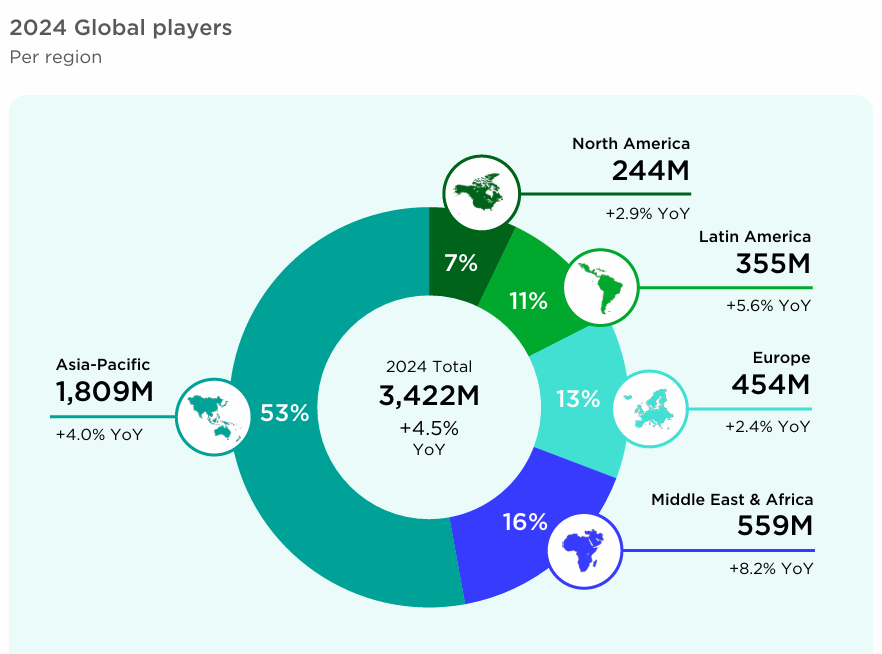 2024 Global players
Per region
North America
244M
+2.9% YoY
7%
Latin America
355M
+5.6% YoY
11%
Europe
454M
+2.4% YoY
13%
Middle East & Africa
559M
+8.2% YoY
16%
Asia-Pacific
1,809M
+4.0% YoY
53%
2024 Total
3,422M
+4.5%
YoY